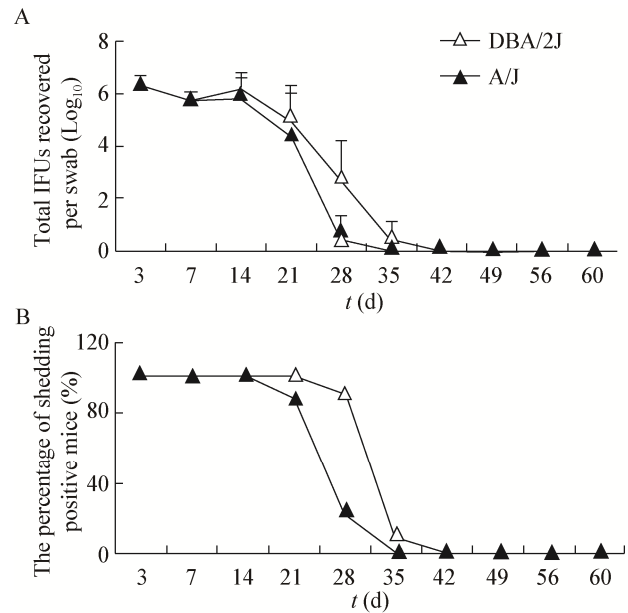 A
Total IFUs recovered
per swab (Log10)
8
6
4
2
0
DBA/2J
A/J
3 7 14 21 28 35 42 49 56 60
t (d)
B
The percentage of shedding
positive mice (%)
120
80
40
0
3 7 14 21 28 35 42 49 56 60
t (d)